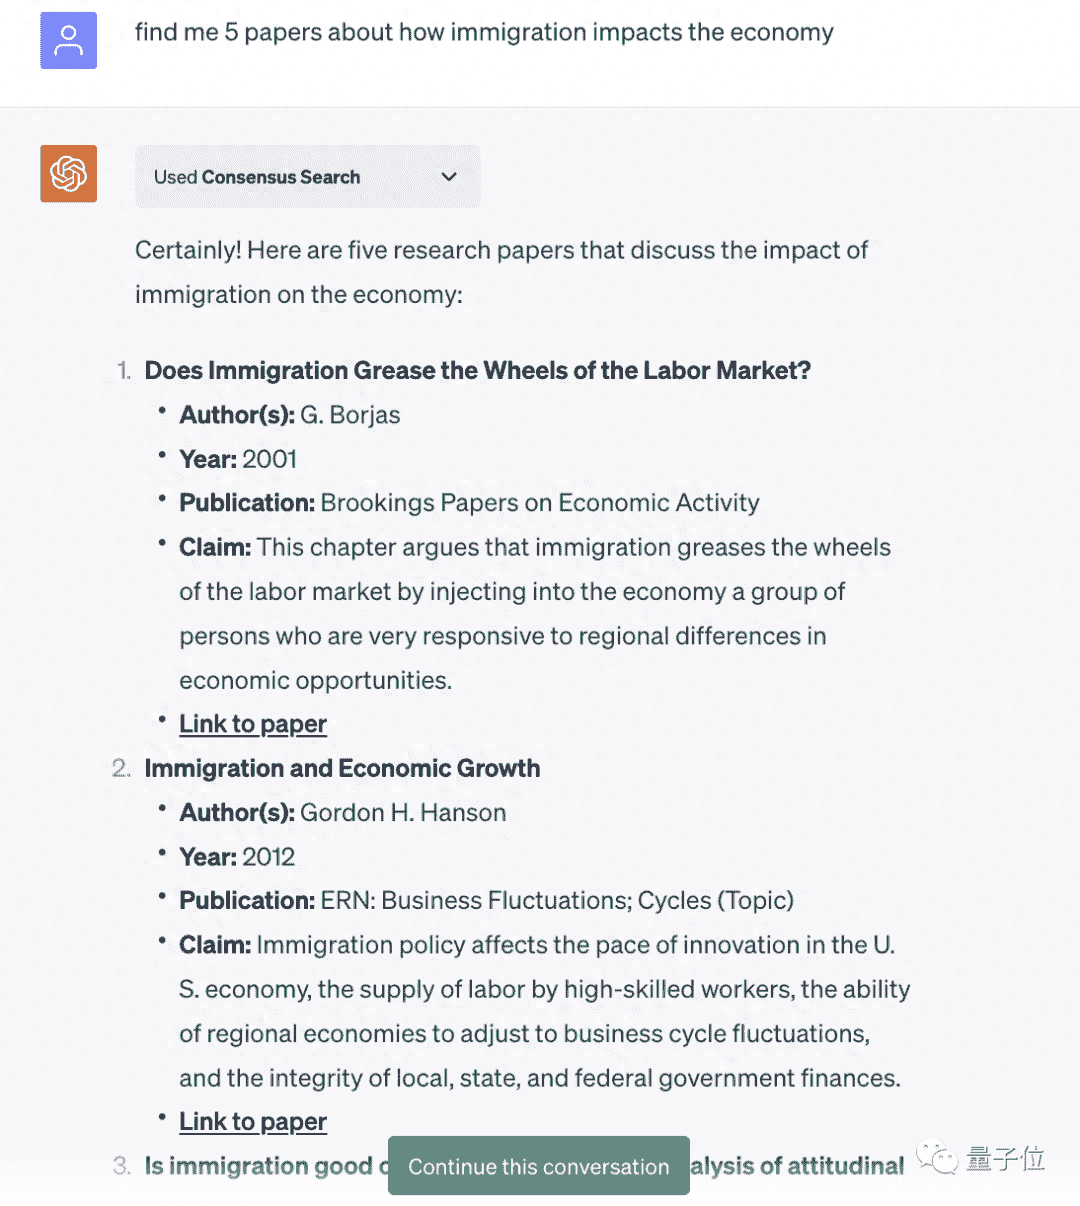 find me 5 papers about how immigration impacts the economy
Used Consensus Search
Certainly! Here are five research papers that discuss the impact of
immigration on the economy:
1. Does Immigration Grease the Wheels of the Labor Market?
• Author(s): G. Borjas
• Year: 2001
• Publication: Brookings Papers on Economic Activity
• Claim: This chapter argues that immigration greases the wheels
of the labor market by injecting into the economy a group of
persons who are very responsive to regional differences in
economic opportunities.
• Link to paper
2. Immigration and Economic Growth
• Author(s): Gordon H. Hanson
• Year: 2012
• Publication: ERN: Business Fluctuations; Cycles (Topic)
• Claim: Immigration policy affects the pace of innovation in the U.
S. economy, the supply of labor by high-skilled workers, the ability
of regional economies to adjust to business cycle fluctuations,
and the integrity of local, state, and federal government finances.
• Link to paper
3. Is immigration good alysis of attitudinal
Continue this conversation
量子位